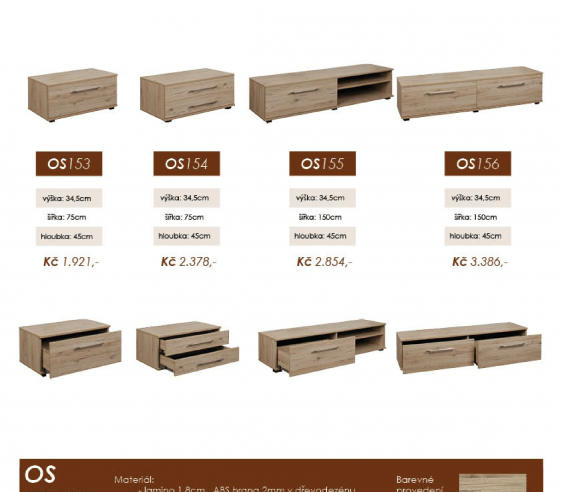 OS153 OS154 OS155 OS156
výška: 34,5cm výška: 34,5cm výška: 34,5cm výška: 34,5cm
šířka: 75cm šířka: 75cm šířka: 150cm šířka: 150cm
hloubka: 45cm hloubka: 45cm hloubka: 45cm hloubka: 45cm
Kč 1.921,- Kč 2.378,- Kč 2.854,- Kč 3.386,-
OS
Materiál: Barevné
- lamino 1,8cm , ABS hrana 2mm v dřevodezénu provedení